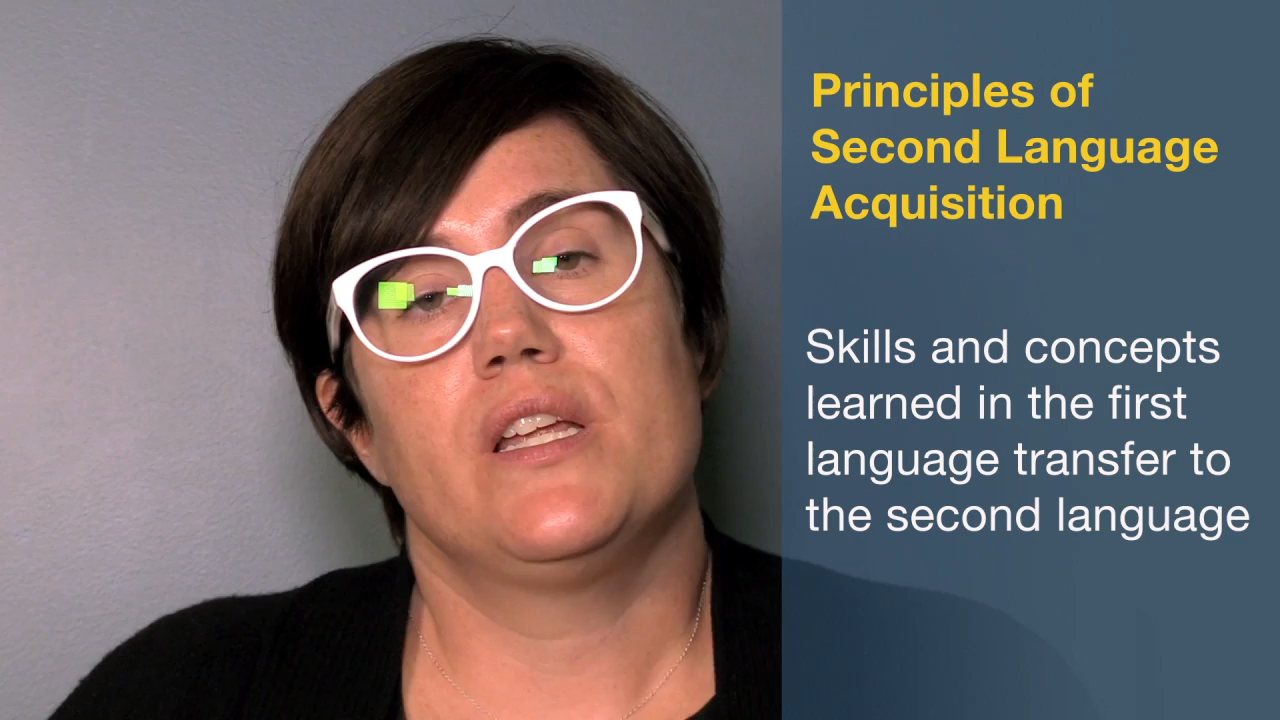 Principles of
Second Language
Acquisition
Skills and concepts
learned in the first
language transfer to
the second language